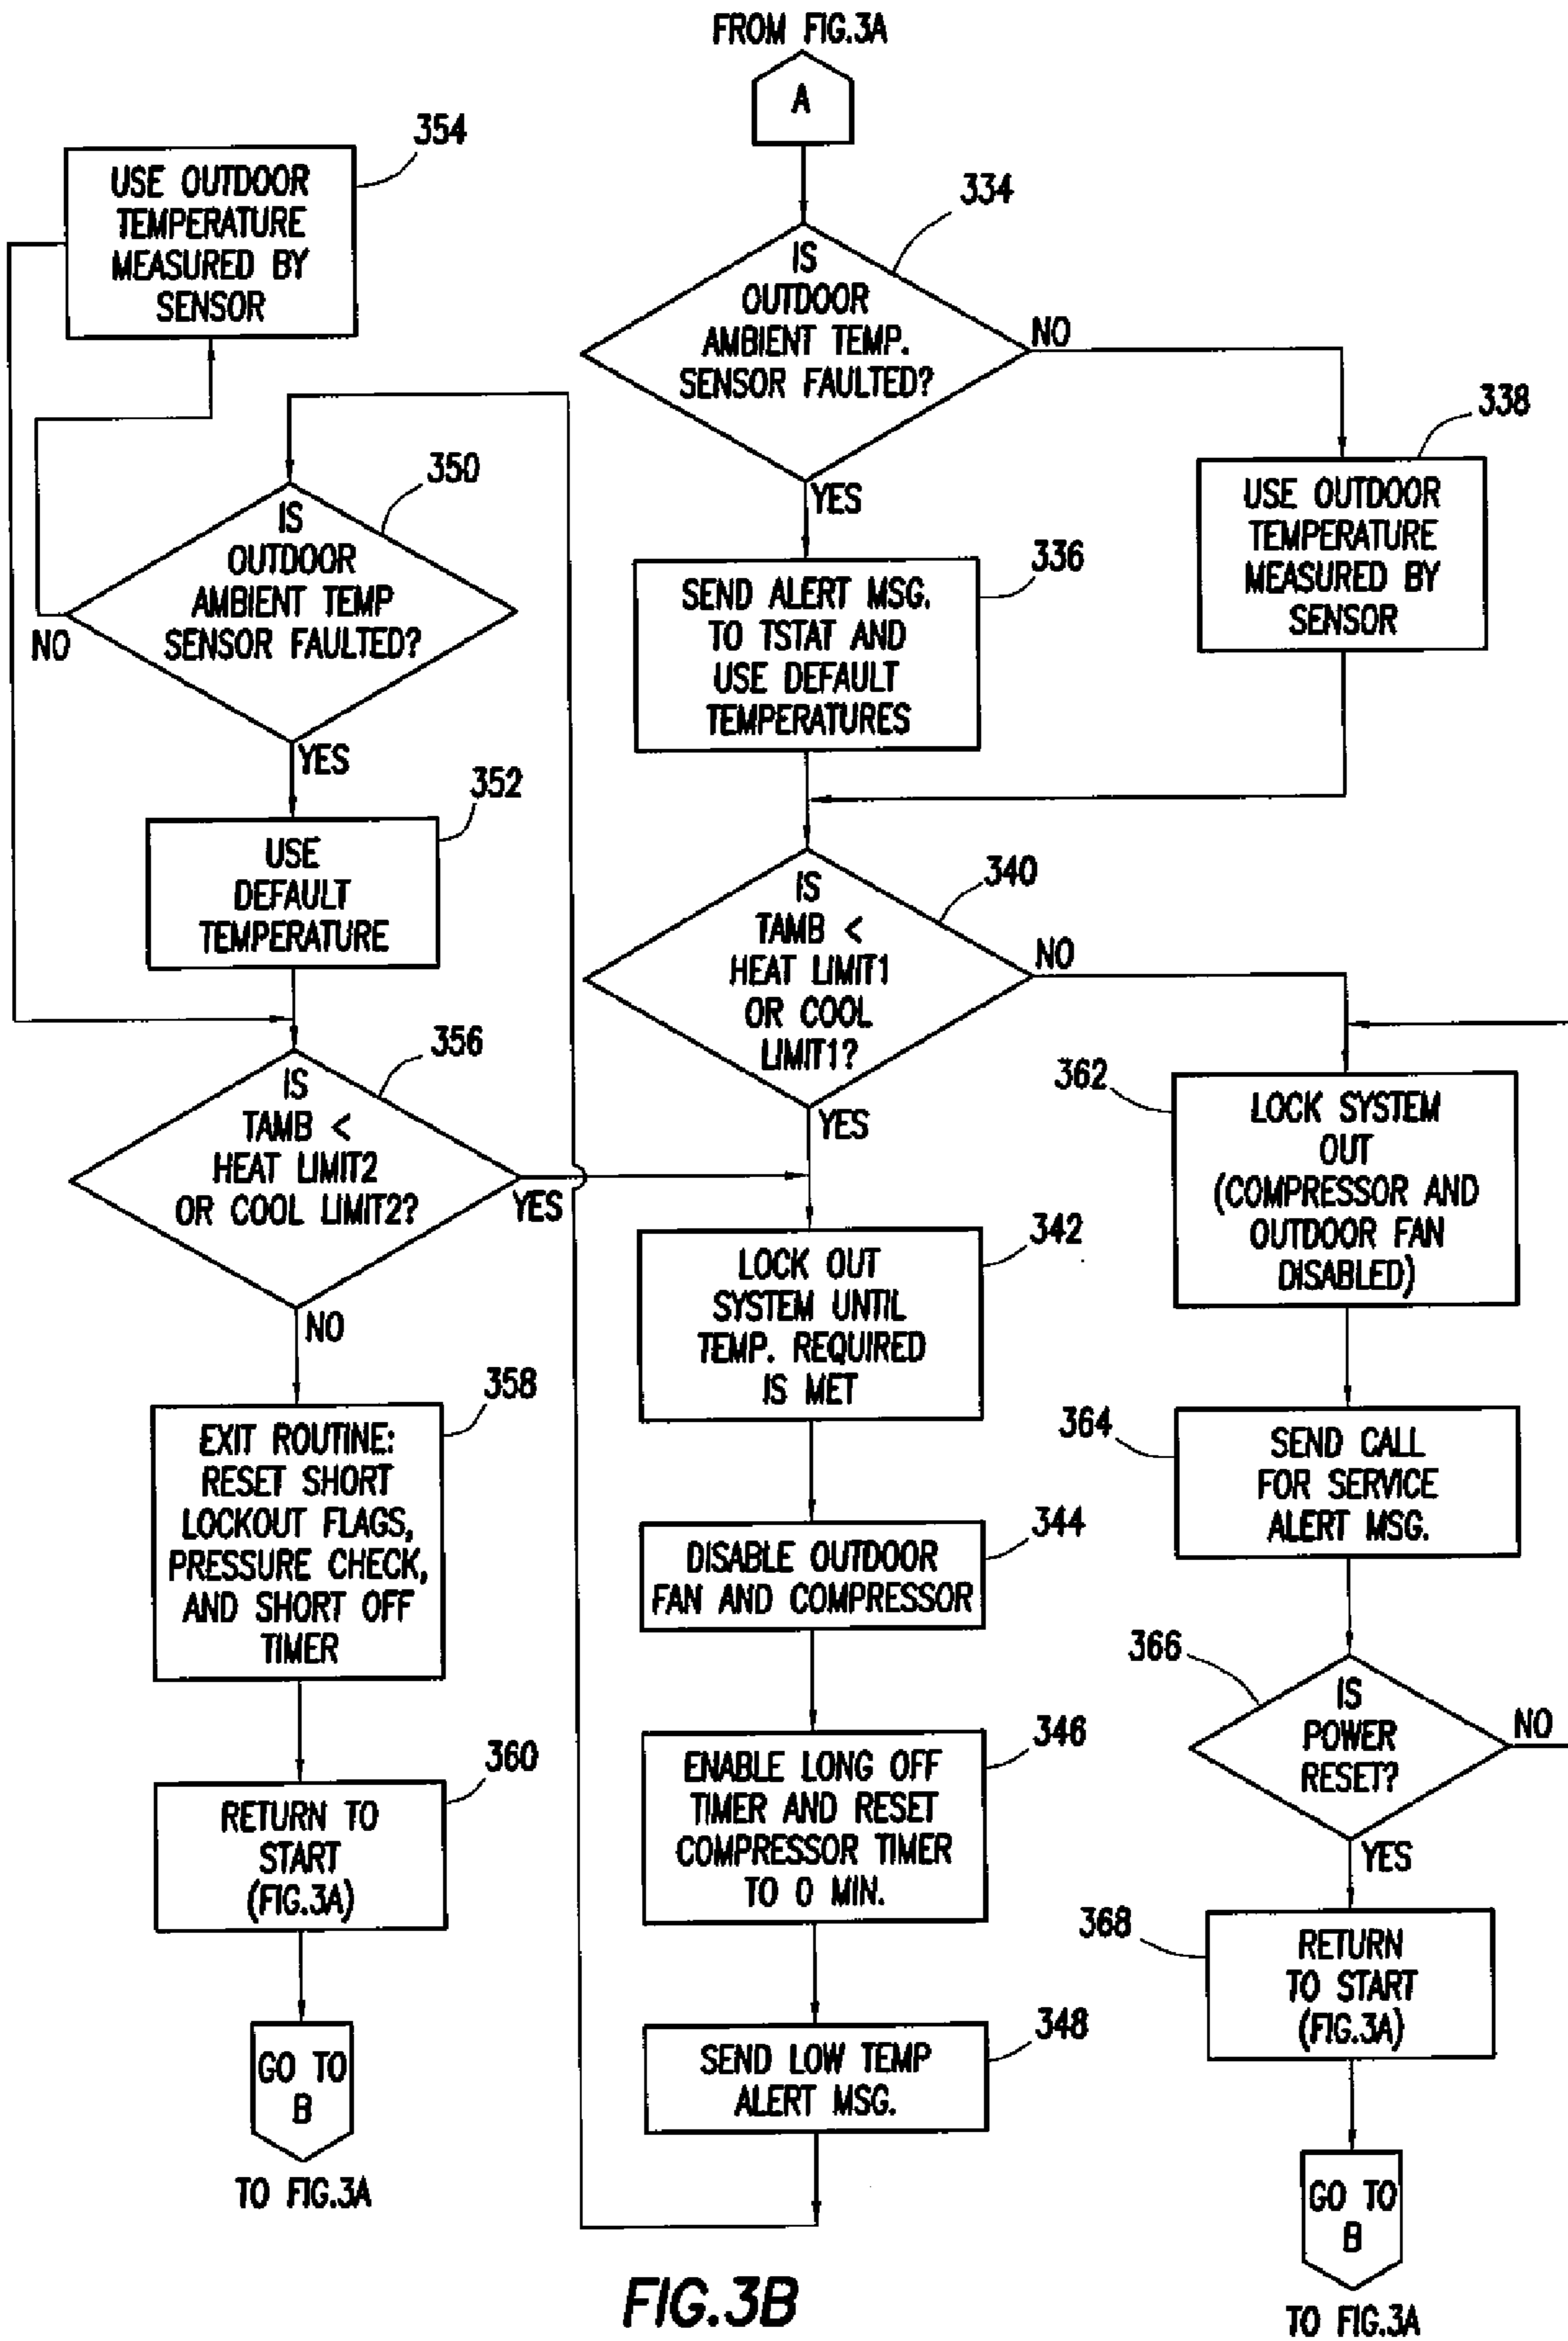 FROM FIG.3A
A
334
IS
OUTDOOR
AMBIENT TEMP.
SENSOR FAULTED?
NO
YES
338
USE OUTDOOR
TEMPERATURE
MEASURED BY
SENSOR
336
SEND ALERT MSG.
TO TSTAT AND
USE DEFAULT
TEMPERATURES
340
IS
TAMB <
HEAT LIMIT1
OR COOL
LIMIT1?
NO
YES
342
LOCK OUT
SYSTEM UNTIL
TEMP. REQUIRED
IS MET
344
DISABLE OUTDOOR
FAN AND COMPRESSOR
346
ENABLE LONG OFF
TIMER AND RESET
COMPRESSOR TIMER
TO 0 MIN.
348
SEND LOW TEMP
ALERT MSG.
354
USE OUTDOOR
TEMPERATURE
MEASURED BY
SENSOR
350
IS
OUTDOOR
AMBIENT TEMP
SENSOR FAULTED?
NO
YES
352
USE
DEFAULT
TEMPERATURE
356
IS
TAMB <
HEAT LIMIT2
OR COOL LIMIT2?
YES
NO
358
EXIT ROUTINE:
RESET SHORT
LOCKOUT FLAGS,
PRESSURE CHECK,
AND SHORT OFF
TIMER
360
RETURN TO
START
(FIG.3A)
GO TO
B
TO FIG.3A
362
LOCK SYSTEM
OUT
(COMPRESSOR AND
OUTDOOR FAN
DISABLED)
364
SEND CALL
FOR SERVICE
ALERT MSG.
366
IS
POWER
RESET?
NO
YES
368
RETURN
TO START
(FIG.3A)
GO TO
B
TO FIG.3A
FIG.3B